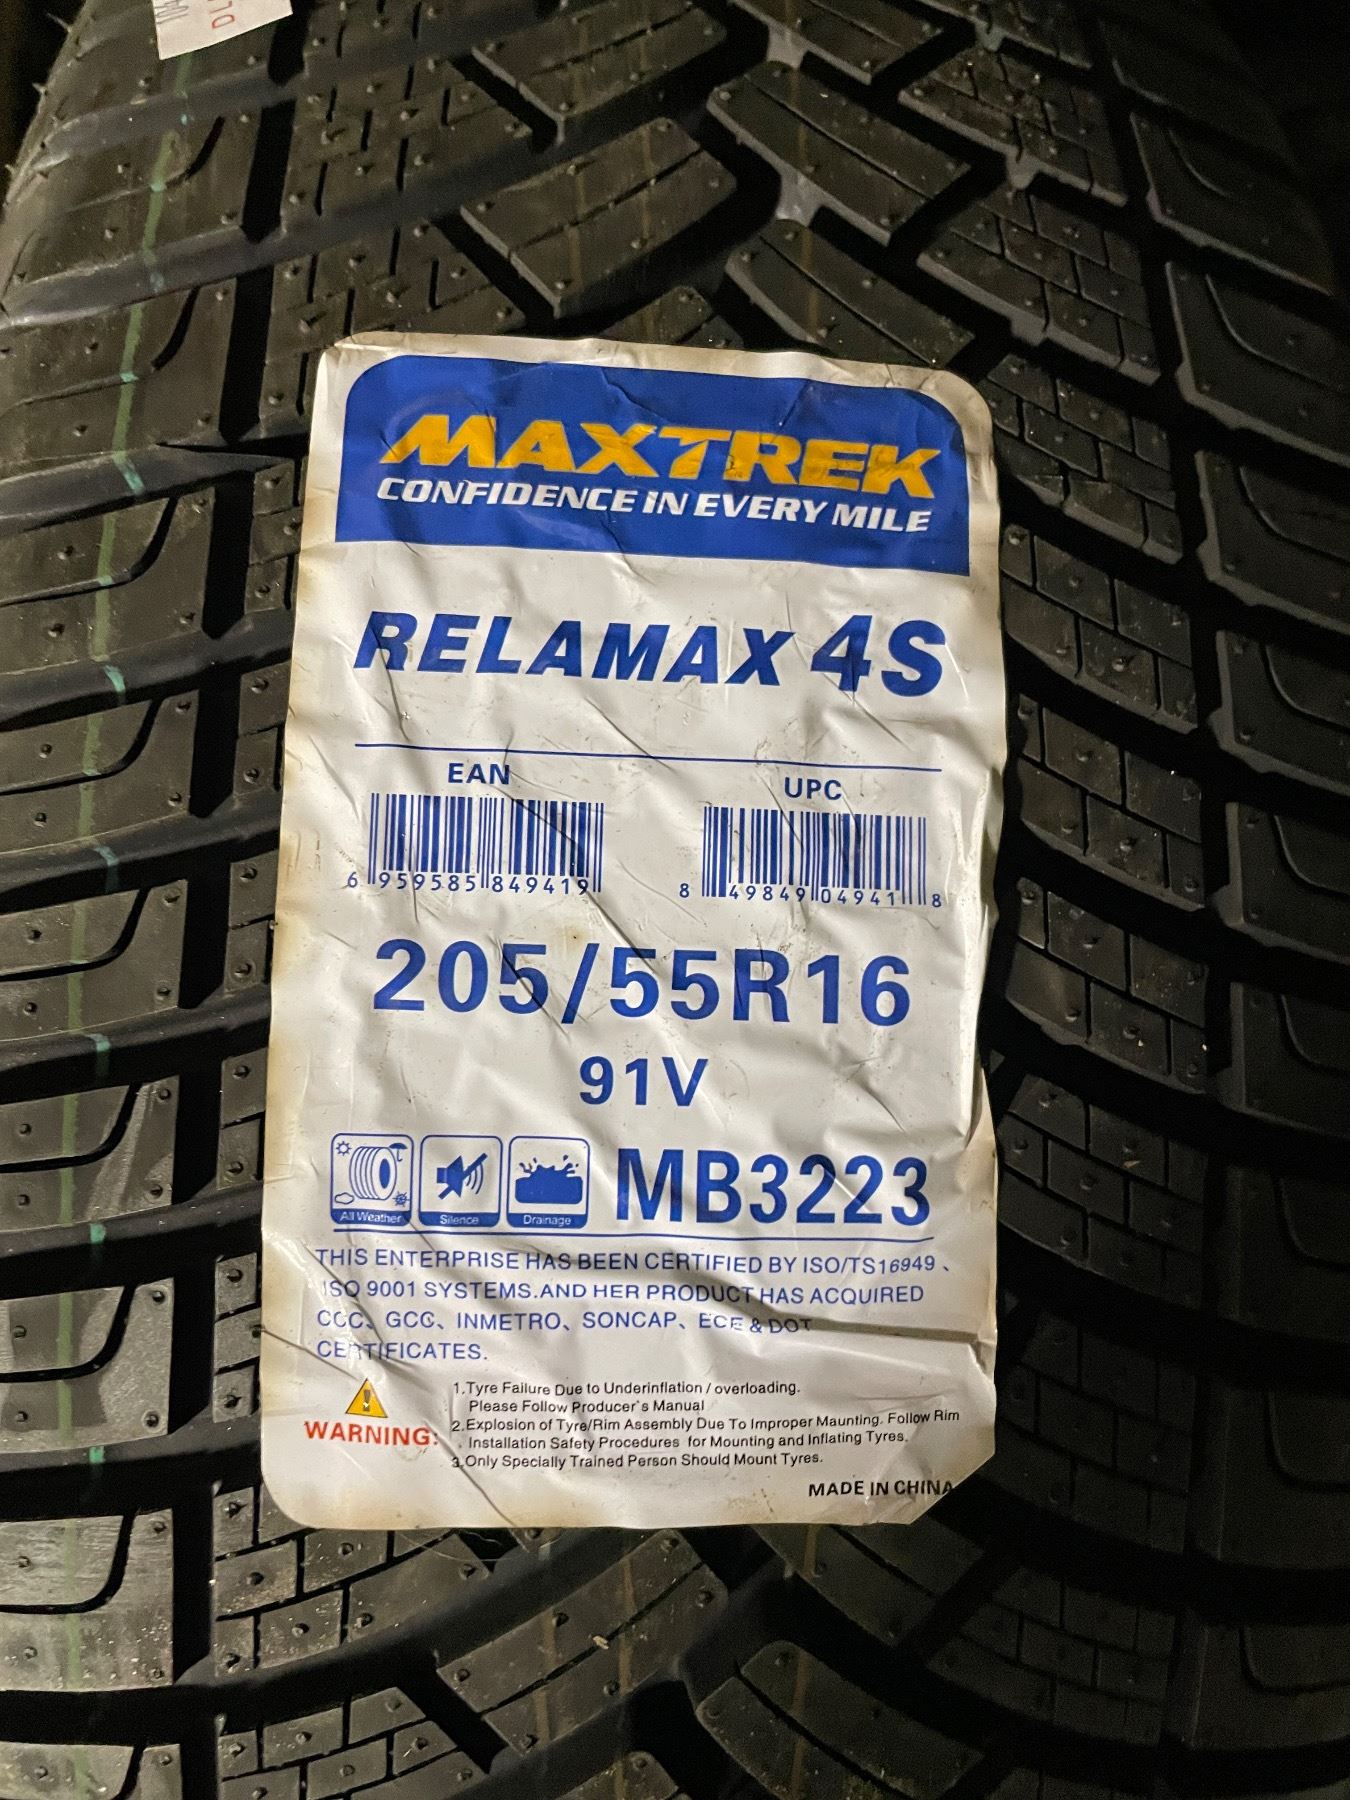 MAXTREK
CONFIDENCE IN EVERY MILE
RELAMAX 4S
EAN UPC
6 959585 849419
8 49849 04941 8
205/55R16
91V
All Weather Silence Drainage
MB3223
THIS ENTERPRISE HAS BEEN CERTIFIED BY ISO/TS16949、
ISO 9001 SYSTEMS.AND HER PRODUCT HAS ACQUIRED
CCC、GCC、INMETRO、SONCAP、ECE & DOT
CERTIFICATES.
WARNING:
1.Tyre Failure Due to Underinflation / overloading.
Please Follow Producer's Manual
2.Explosion of Tyre/Rim Assembly Due To Improper Maunting. Follow Rim
Installation Safety Procedures for Mounting and Inflating Tyres.
3.Only Specially Trained Person Should Mount Tyres.
MADE IN CHINA